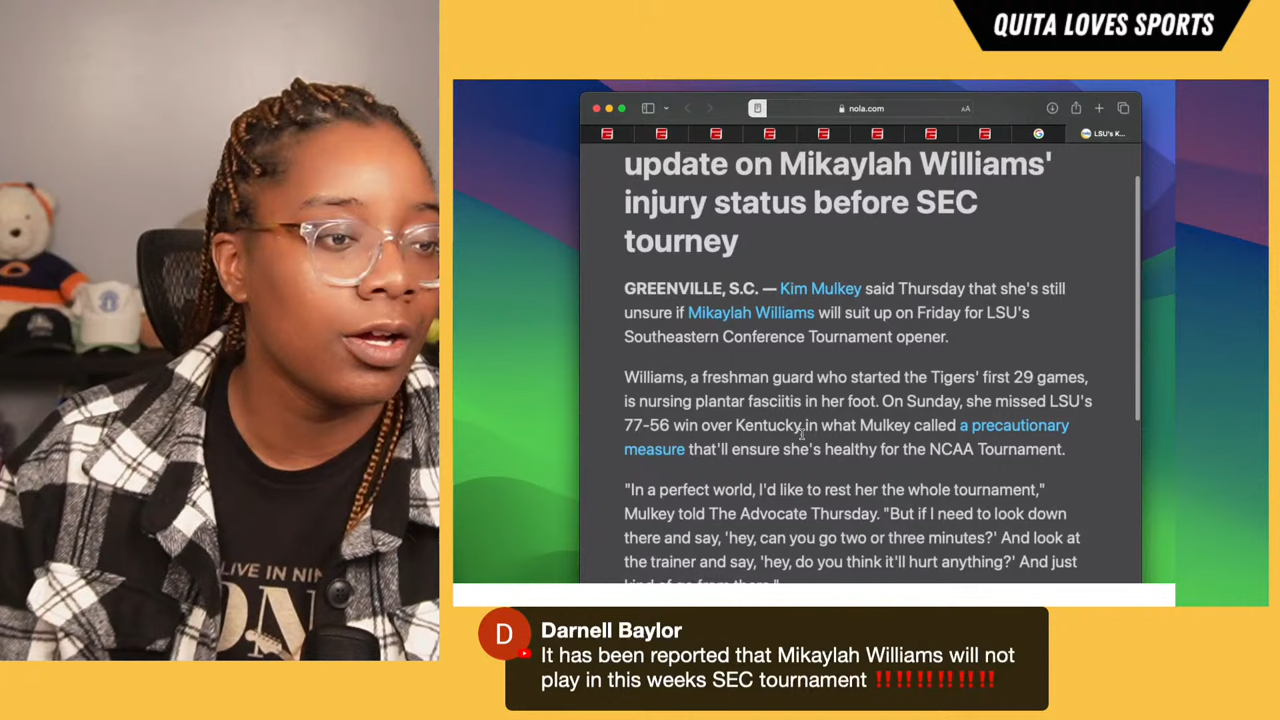 QUITA LOVES SPORTS
nola.com
LSU's K...
update on Mikaylah Williams'
injury status before SEC
tourney
GREENVILLE, S.C. — Kim Mulkey said Thursday that she's still
unsure if Mikaylah Williams will suit up on Friday for LSU's
Southeastern Conference Tournament opener.
Williams, a freshman guard who started the Tigers' first 29 games,
is nursing plantar fasciitis in her foot. On Sunday, she missed LSU's
77-56 win over Kentucky in what Mulkey called a precautionary
measure that'll ensure she's healthy for the NCAA Tournament.
"In a perfect world, I'd like to rest her the whole tournament,"
Mulkey told The Advocate Thursday. "But if I need to look down
there and say, 'hey, can you go two or three minutes?' And look at
the trainer and say, 'hey, do you think it'll hurt anything?' And just
kind of go from there."
LIVE IN
D
Darnell Baylor
It has been reported that Mikaylah Williams will not
play in this weeks SEC tournament ‼️‼️‼️‼️‼️